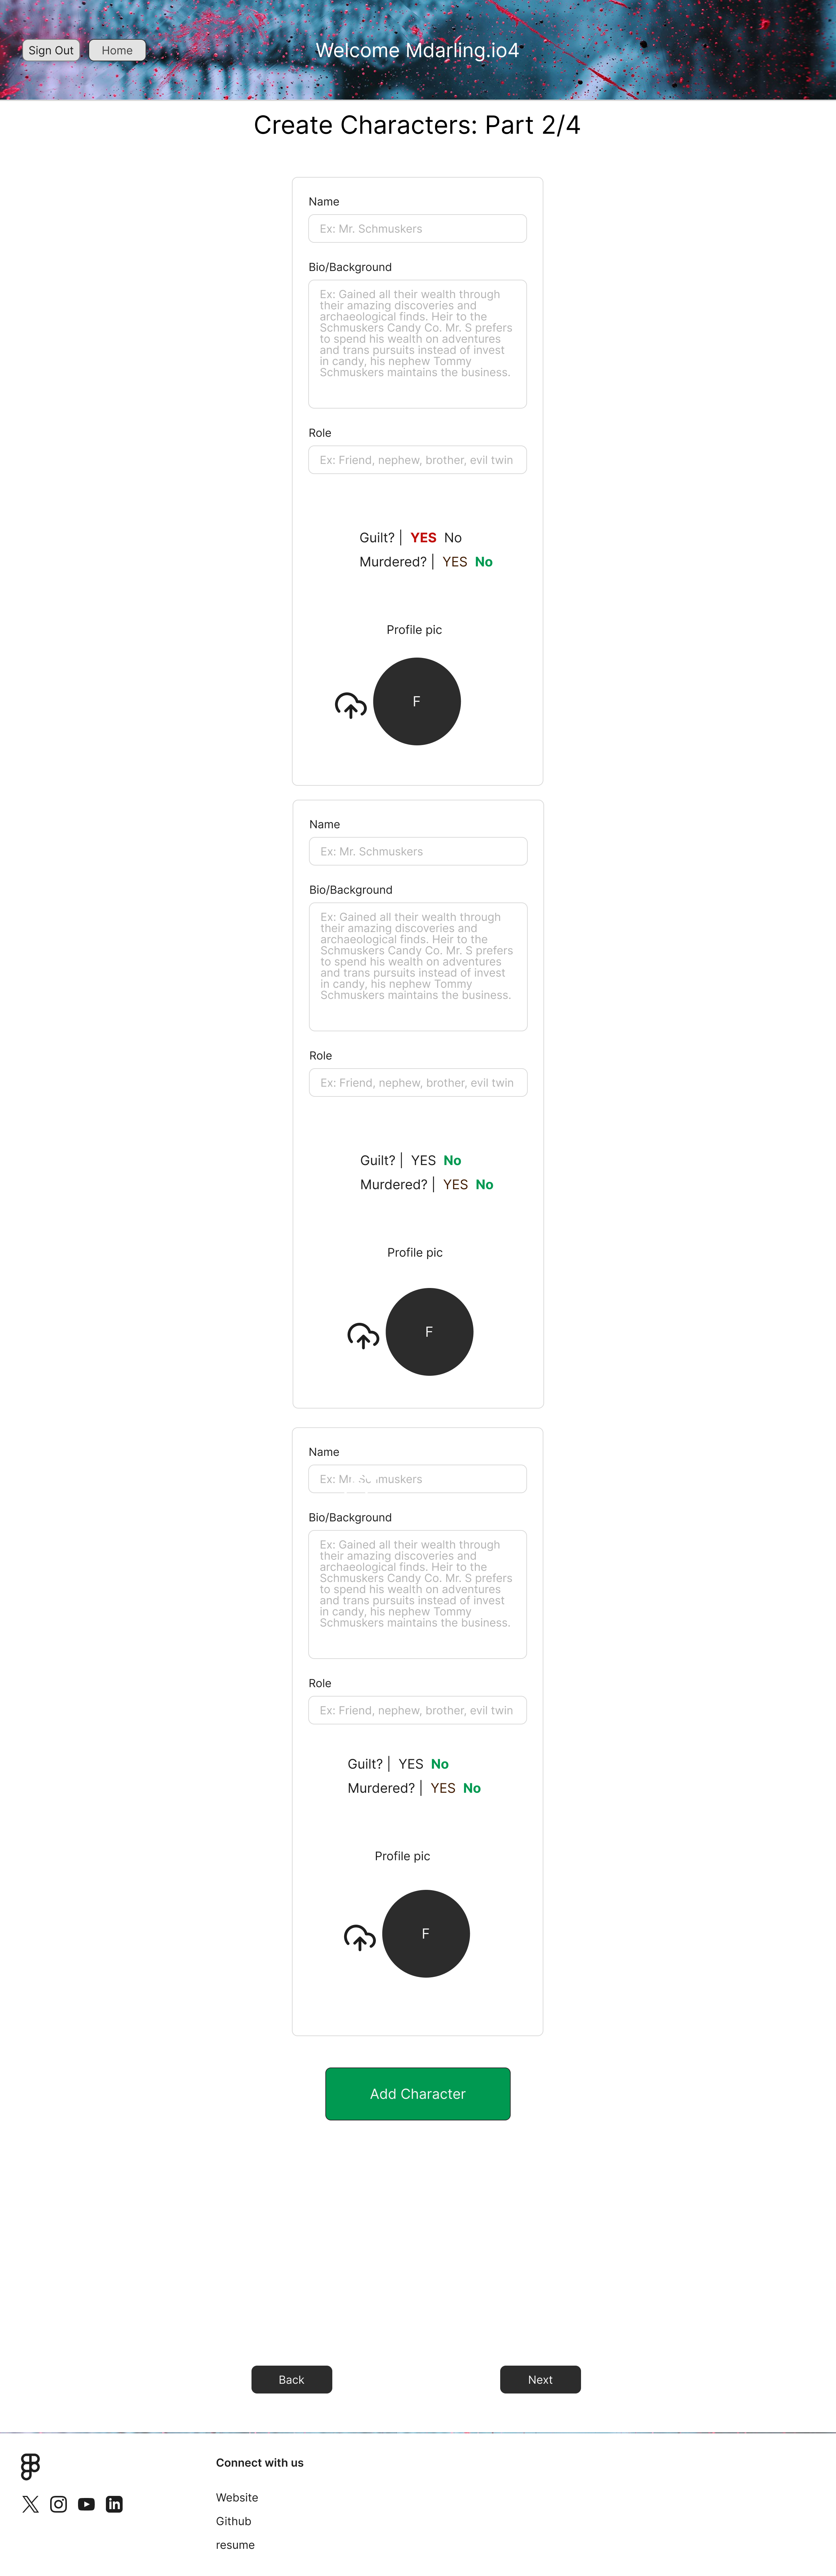 Sign Out
Home
Welcome Mdarling.io4
Create Characters: Part 2/4
Name
Ex: Mr. Schmuskers
Bio/Background
Ex: Gained all their wealth through
their amazing discoveries and
archaeological finds. Heir to the
Schmuskers Candy Co. Mr. S prefers
to spend his wealth on adventures
and trans pursuits instead of invest
in candy, his nephew Tommy
Schmuskers maintains the business.
Role
Ex: Friend, nephew, brother, evil twin
Guilt? | YES No
Murdered? | YES No
Profile pic
F
Name
Ex: Mr. Schmuskers
Bio/Background
Ex: Gained all their wealth through
their amazing discoveries and
archaeological finds. Heir to the
Schmuskers Candy Co. Mr. S prefers
to spend his wealth on adventures
and trans pursuits instead of invest
in candy, his nephew Tommy
Schmuskers maintains the business.
Role
Ex: Friend, nephew, brother, evil twin
Guilt? | YES No
Murdered? | YES No
Profile pic
F
Name
Ex: Mr. Schmuskers
Bio/Background
Ex: Gained all their wealth through
their amazing discoveries and
archaeological finds. Heir to the
Schmuskers Candy Co. Mr. S prefers
to spend his wealth on adventures
and trans pursuits instead of invest
in candy, his nephew Tommy
Schmuskers maintains the business.
Role
Ex: Friend, nephew, brother, evil twin
Guilt? | YES No
Murdered? | YES No
Profile pic
F
Add Character
Back
Next
Connect with us
Website
Github
resume